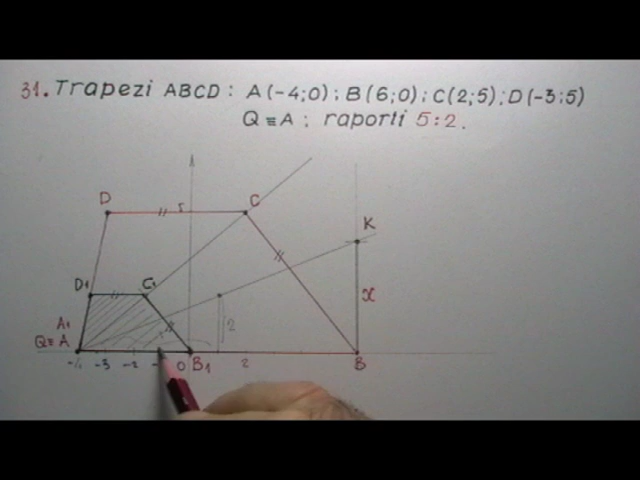 31. Trapezi ABCD : A(-4;0) ; B(6;0) ; C(2;5) ; D(-3;5)
Q ≡ A ; raporti 5:2.
D
5
C
K
D1
C1
A1
2
x
Q ≡ A
-4 -3 -2 0 B1 2 B